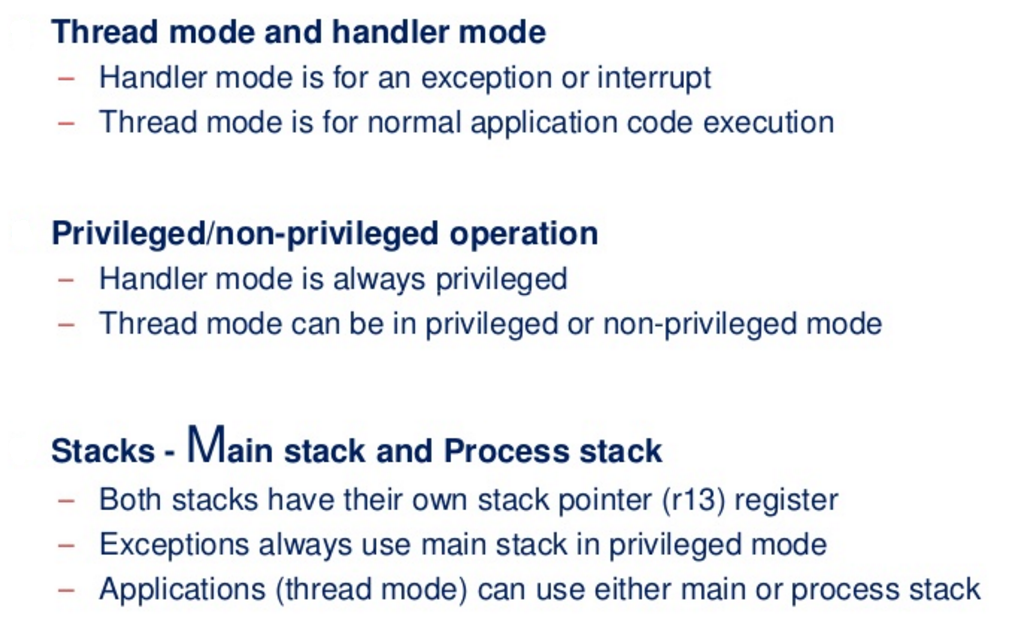 Thread mode and handler mode
– Handler mode is for an exception or interrupt
– Thread mode is for normal application code execution
Privileged/non-privileged operation
– Handler mode is always privileged
– Thread mode can be in privileged or non-privileged mode
Stacks - Main stack and Process stack
– Both stacks have their own stack pointer (r13) register
– Exceptions always use main stack in privileged mode
– Applications (thread mode) can use either main or process stack